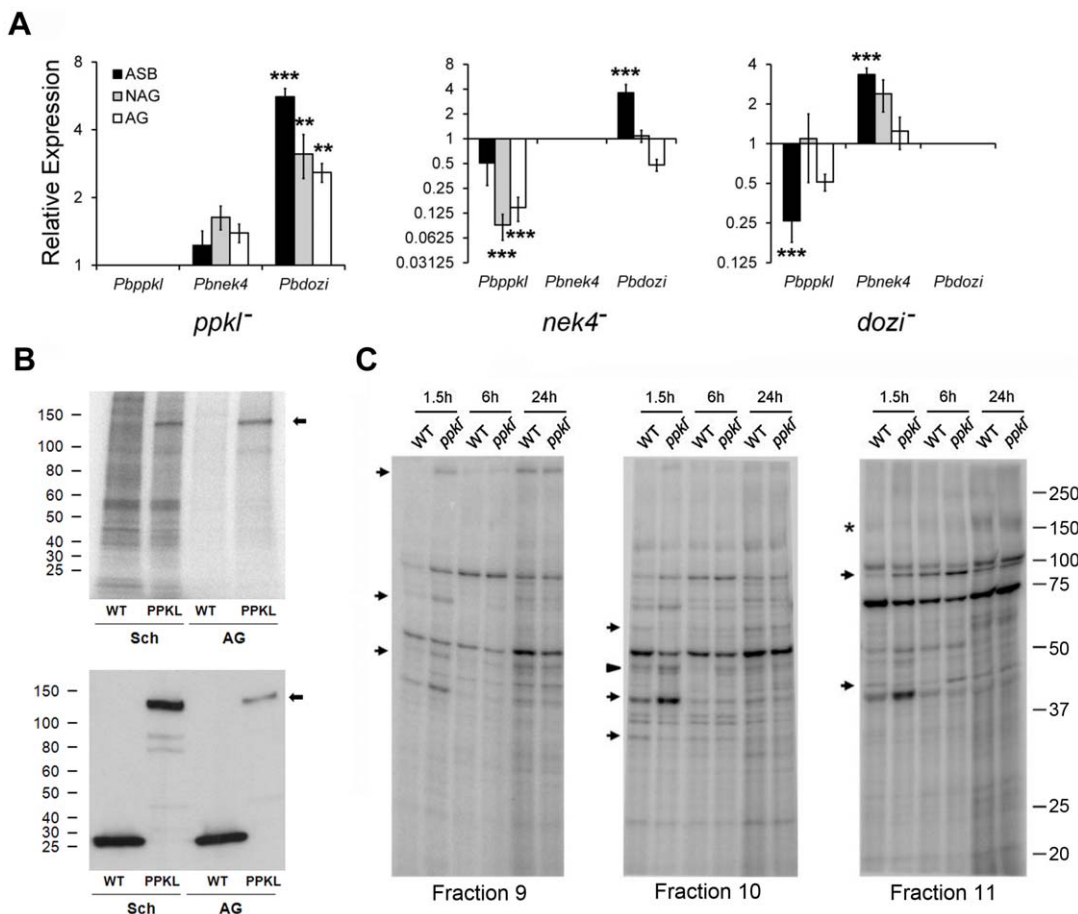 A
Relative Expression
8
4
2
1
ASB
NAG
AG
***
**
**
Pbppkl Pbnek4 Pbdozi
ppkl-
8
4
2
1
0.5
0.25
0.125
0.0625
0.03125
***
***
***
Pbppkl Pbnek4 Pbdozi
nek4-
4
2
1
0.5
0.25
0.125
***
***
Pbppkl Pbnek4 Pbdozi
dozi-
B
150
100
80
60
50
40
30
25
WT PPKL WT PPKL
Sch AG
150
100
80
60
50
40
30
25
WT PPKL WT PPKL
Sch AG
C
1.5h 6h 24h
WT ppkl- WT ppkl- WT ppkl-
Fraction 9
1.5h 6h 24h
WT ppkl- WT ppkl- WT ppkl-
Fraction 10
1.5h 6h 24h
WT ppkl- WT ppkl- WT ppkl-
*
250
150
100
75
50
37
25
20
Fraction 11